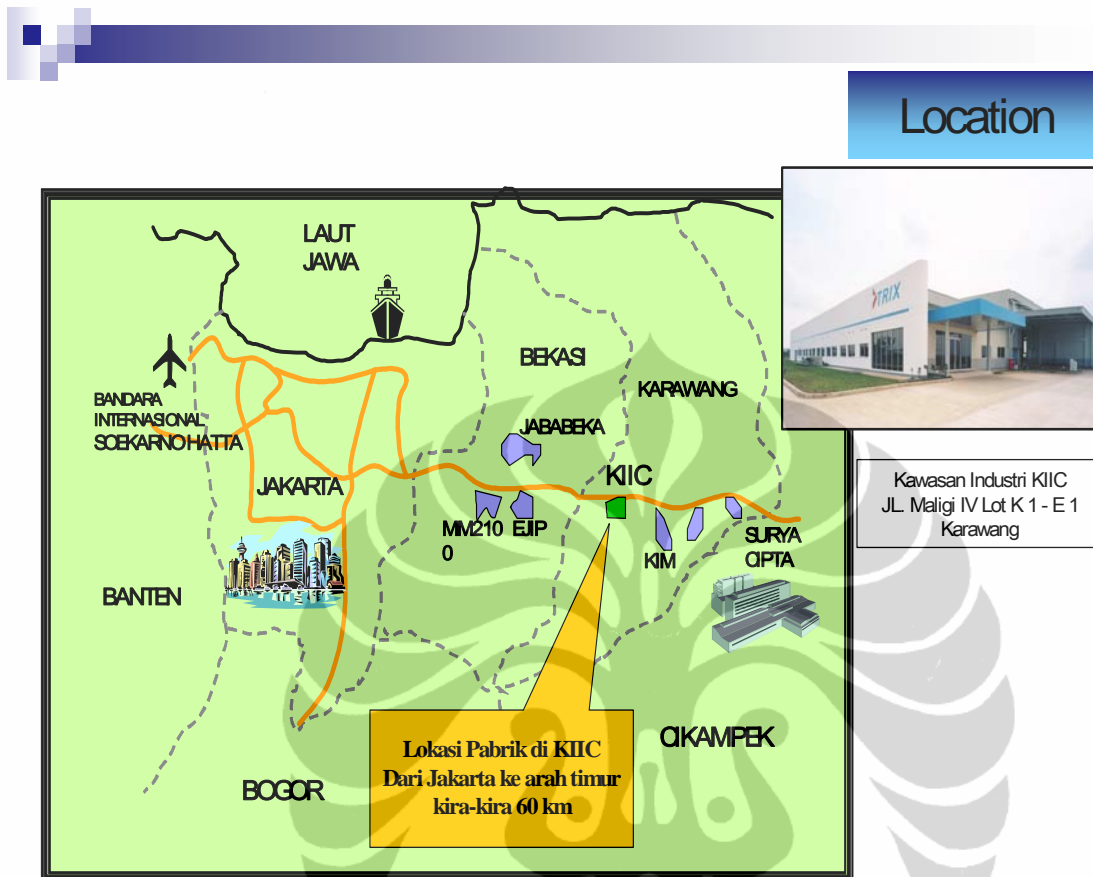 Location
LAUT
JAWA
TRIX
BEKASI
KARAWANG
BANDARA
INTERNASIONAL
SOEKARNO HATTA
JABABEKA
KIIC
JAKARTA
Kawasan Industri KIIC
JL. Maligi IV Lot K 1 - E 1
Karawang
MM210
0
EJIP
KIM
SURYA
CIPTA
BANTEN
CIKAMPEK
Lokasi Pabrik di KIIC
Dari Jakarta ke arah timur
kira-kira 60 km
BOGOR